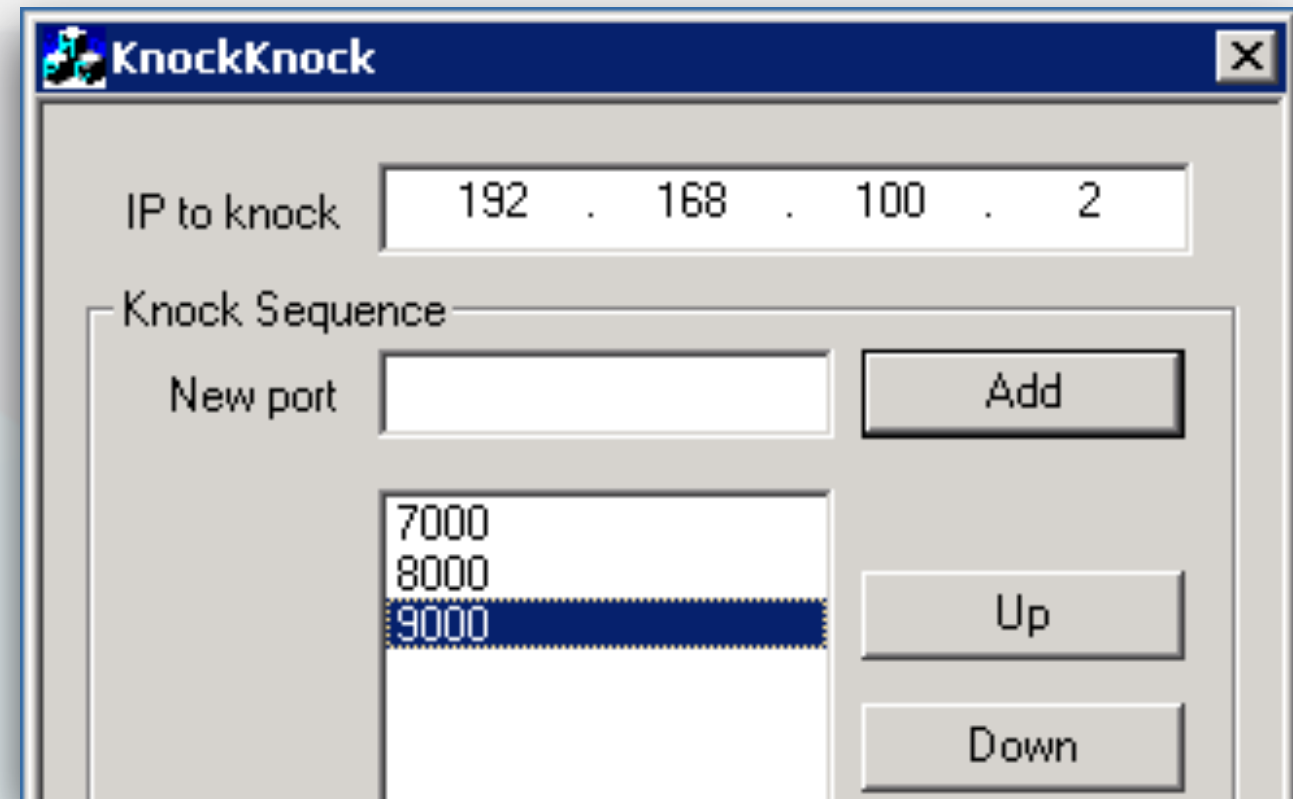 KnockKnock
IP to knock 192 . 168 . 100 . 2
Knock Sequence
New port Add
7000
8000
9000
Up
Down